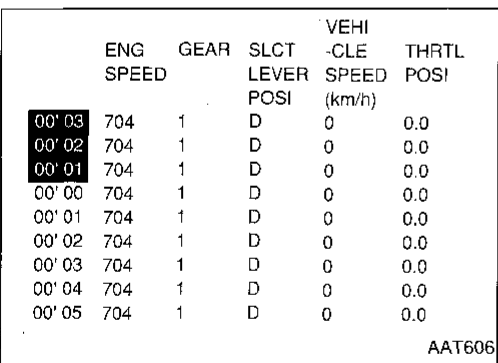 VEHI
ENG GEAR SLCT -CLE THRTL
SPEED LEVER SPEED POSI
POSI (km/h)
00' 03 704 1 D 0 0.0
00' 02 704 1 D 0 0.0
00' 01 704 1 D 0 0.0
00' 00 704 1 D 0 0.0
00' 01 704 1 D 0 0.0
00' 02 704 1 D 0 0.0
00' 03 704 1 D 0 0.0
00' 04 704 1 D 0 0.0
00' 05 704 1 D 0 0.0
AAT606